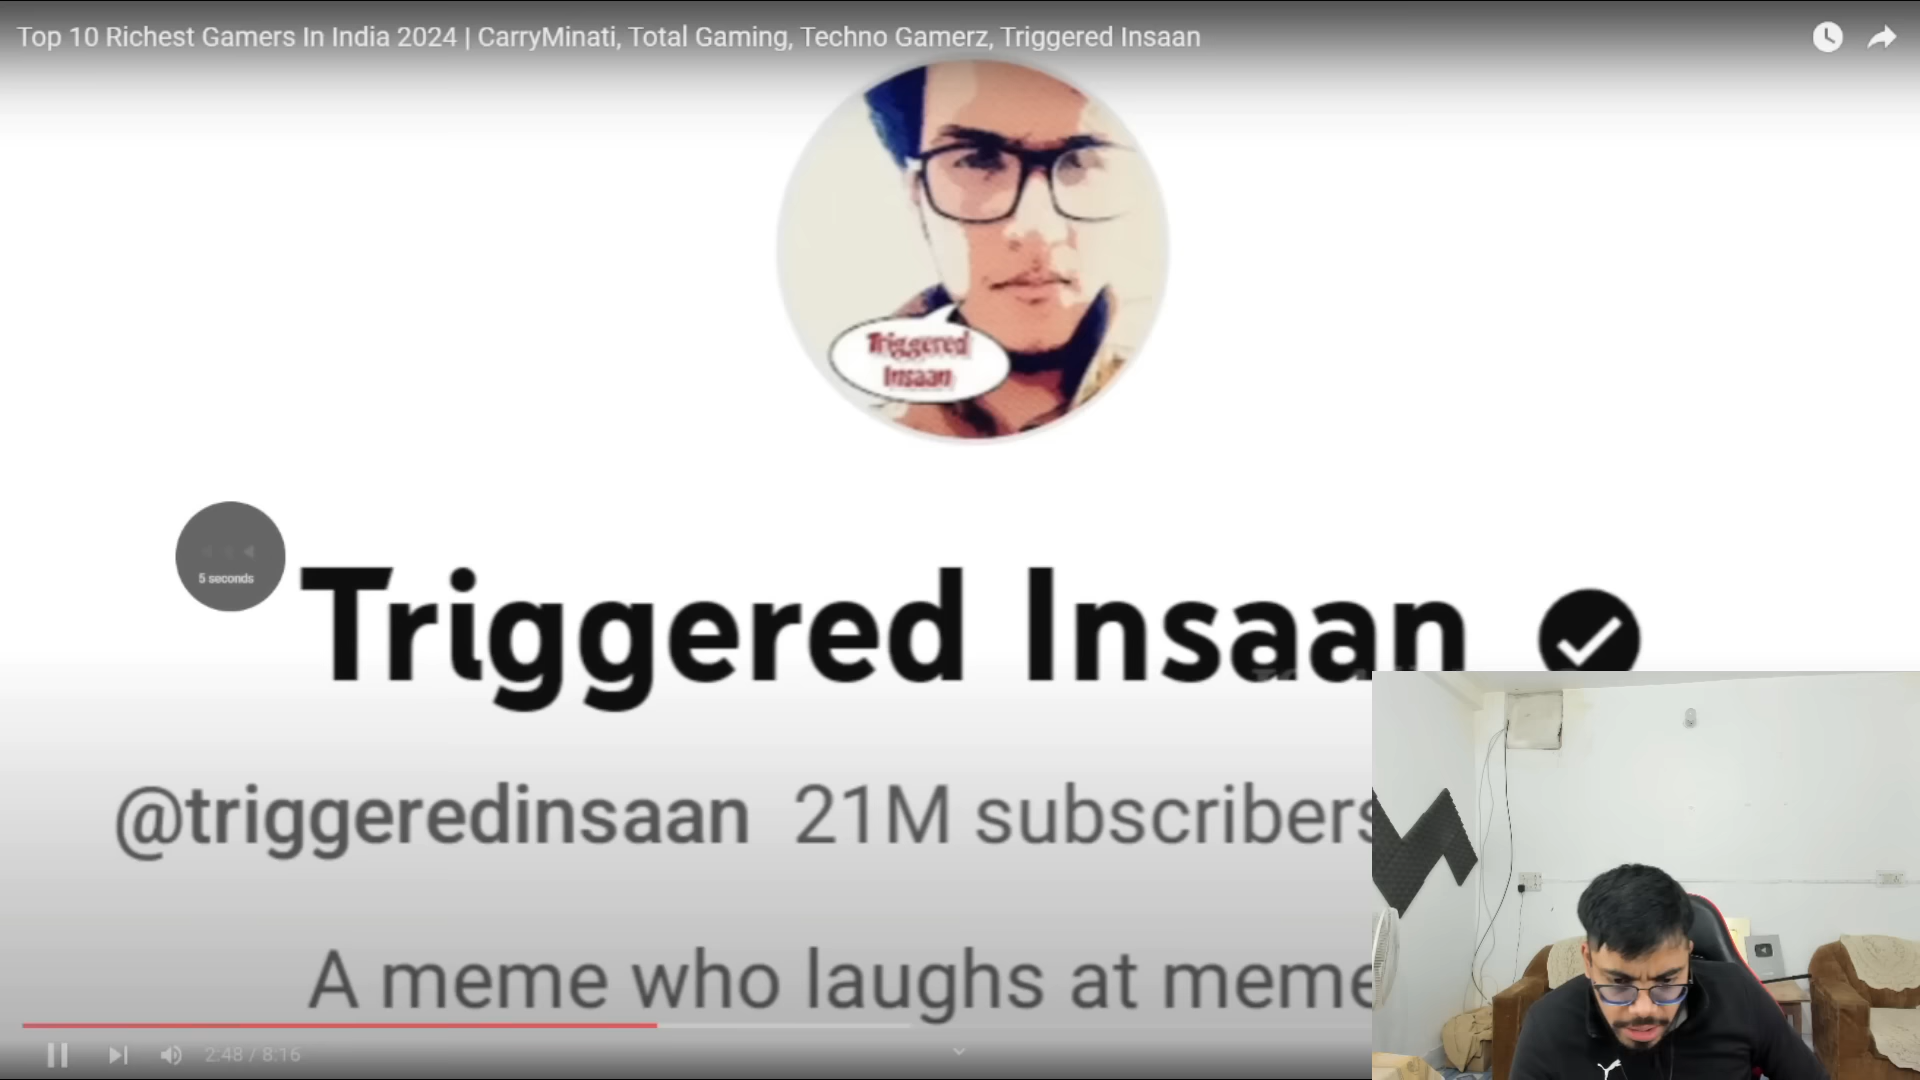 Top 10 Richest Gamers In India 2024 | CarryMinati, Total Gaming, Techno Gamerz, Triggered Insaan
Triggered
Insaan
5 seconds
Triggered Insaan
@triggeredinsaan 21M subscribers
A meme who laughs at meme
2:48 / 8:16